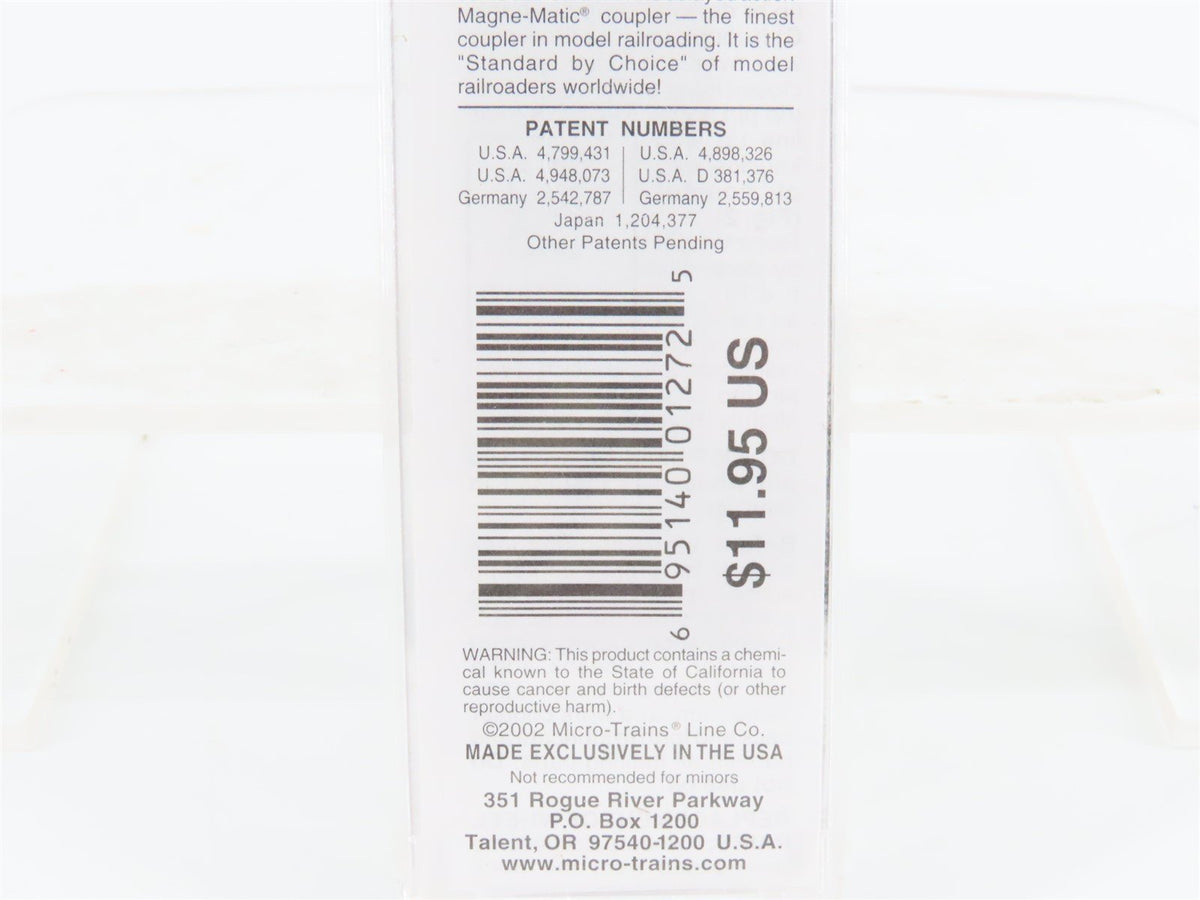 Magne-Matic® coupler — the finest
coupler in model railroading. It is the
"Standard by Choice" of model
railroaders worldwide!
PATENT NUMBERS
U.S.A. 4,799,431 | U.S.A. 4,898,326
U.S.A. 4,948,073 | U.S.A. D 381,376
Germany 2,542,787 | Germany 2,559,813
Japan 1,204,377
Other Patents Pending
6 95140 01272 5
$11.95 US
WARNING: This product contains a chemi-
cal known to the State of California to
cause cancer and birth defects (or other
reproductive harm).
©2002 Micro-Trains® Line Co.
MADE EXCLUSIVELY IN THE USA
Not recommended for minors
351 Rogue River Parkway
P.O. Box 1200
Talent, OR 97540-1200 U.S.A.
www.micro-trains.com